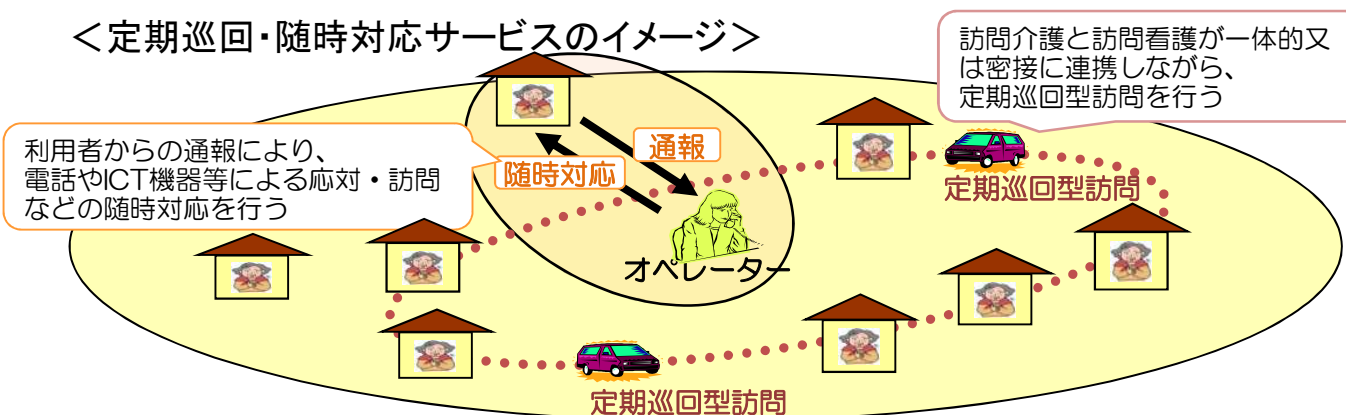 ＜定期巡回・随時対応サービスのイメージ＞
訪問介護と訪問看護が一体的又
は密接に連携しながら、
定期巡回型訪問を行う
利用者からの通報により、
電話やICT機器等による応対・訪問
などの随時対応を行う
通報
随時対応
定期巡回型訪問
オペレーター
定期巡回型訪問